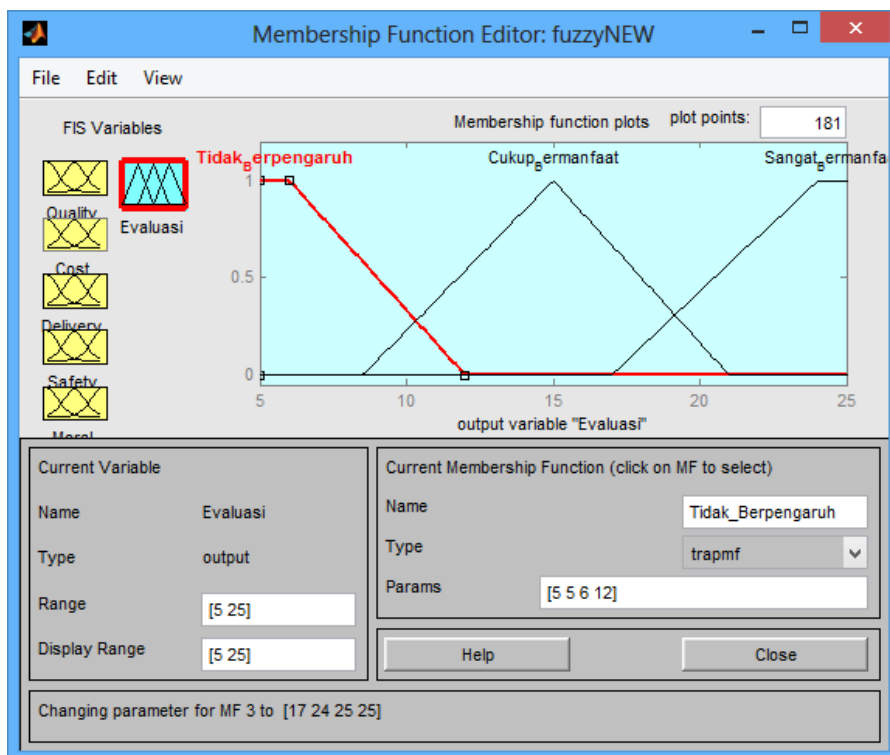 Membership Function Editor: fuzzyNEW
File Edit View
FIS Variables
Membership function plots plot points: 181
Quality
Evaluasi
Cost
Delivery
Safety
Moral
Tidak_Berpengaruh Cukup_Bermanfaat Sangat_Bermanfa
1
0.5
0
5 10 15 20 25
output variable "Evaluasi"
Current Variable
Name Evaluasi
Type output
Range [5 25]
Display Range [5 25]
Current Membership Function (click on MF to select)
Name Tidak_Berpengaruh
Type trapmf
Params [5 5 6 12]
Help Close
Changing parameter for MF 3 to [17 24 25 25]